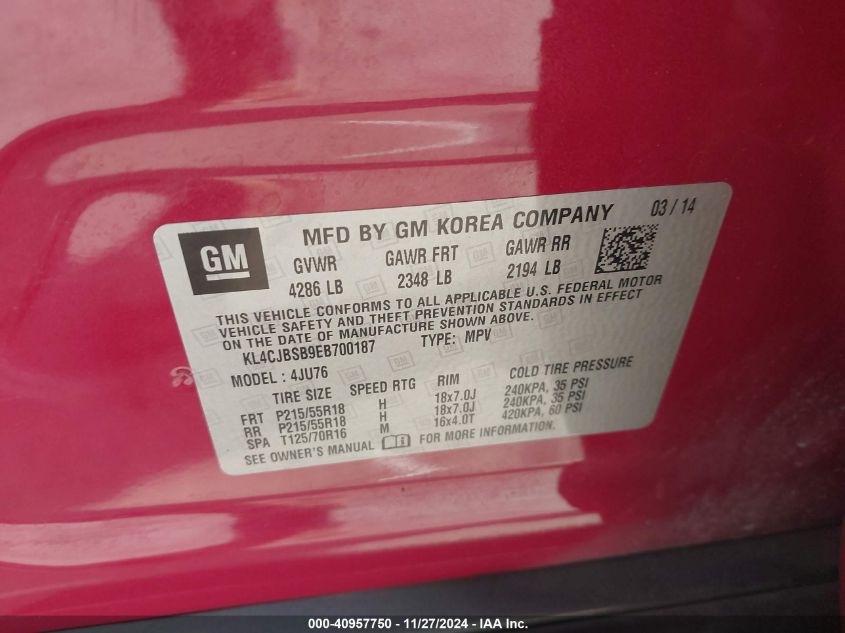 GM
MFD BY GM KOREA COMPANY 03 / 14
GVWR GAWR FRT GAWR RR
4286 LB 2348 LB 2194 LB
THIS VEHICLE CONFORMS TO ALL APPLICABLE U.S. FEDERAL MOTOR
VEHICLE SAFETY AND THEFT PREVENTION STANDARDS IN EFFECT
ON THE DATE OF MANUFACTURE SHOWN ABOVE.
KL4CJBSB9EB700187 TYPE: MPV
MODEL : 4JU76
TIRE SIZE SPEED RTG RIM COLD TIRE PRESSURE
FRT P215/55R18 H 18x7.0J 240KPA, 35 PSI
RR P215/55R18 H 18x7.0J 240KPA, 35 PSI
SPA T125/70R16 M 16x4.0T 420KPA, 60 PSI
SEE OWNER'S MANUAL FOR MORE INFORMATION.
000-40957750 - 11/27/2024 - IAA Inc.